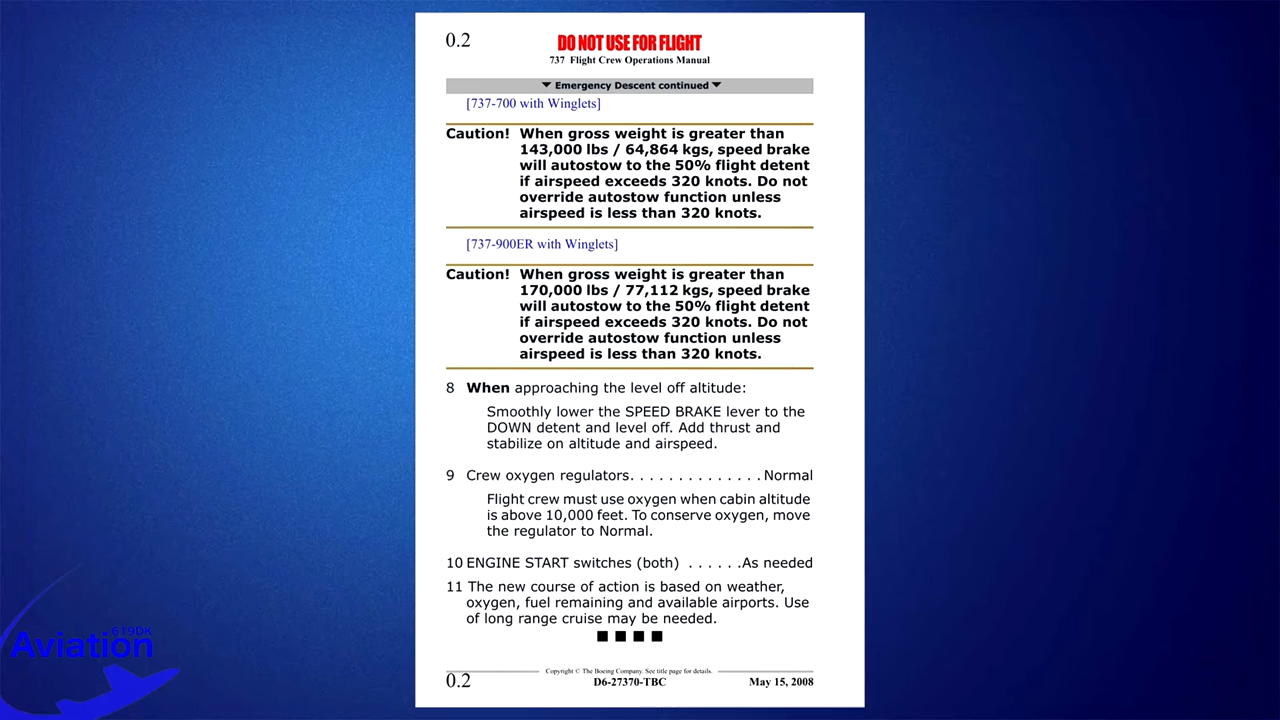 0.2
DO NOT USE FOR FLIGHT
737 Flight Crew Operations Manual
▼ Emergency Descent continued ▼
[737-700 with Winglets]
Caution! When gross weight is greater than
143,000 lbs / 64,864 kgs, speed brake
will autostow to the 50% flight detent
if airspeed exceeds 320 knots. Do not
override autostow function unless
airspeed is less than 320 knots.
[737-900ER with Winglets]
Caution! When gross weight is greater than
170,000 lbs / 77,112 kgs, speed brake
will autostow to the 50% flight detent
if airspeed exceeds 320 knots. Do not
override autostow function unless
airspeed is less than 320 knots.
8 When approaching the level off altitude:
Smoothly lower the SPEED BRAKE lever to the
DOWN detent and level off. Add thrust and
stabilize on altitude and airspeed.
9 Crew oxygen regulators. . . . . . . . . . . . . . Normal
Flight crew must use oxygen when cabin altitude
is above 10,000 feet. To conserve oxygen, move
the regulator to Normal.
10 ENGINE START switches (both) . . . . . .As needed
11 The new course of action is based on weather,
oxygen, fuel remaining and available airports. Use
of long range cruise may be needed.
Copyright © The Boeing Company. See title page for details.
0.2 D6-27370-TBC May 15, 2008
6T9DK
Aviation